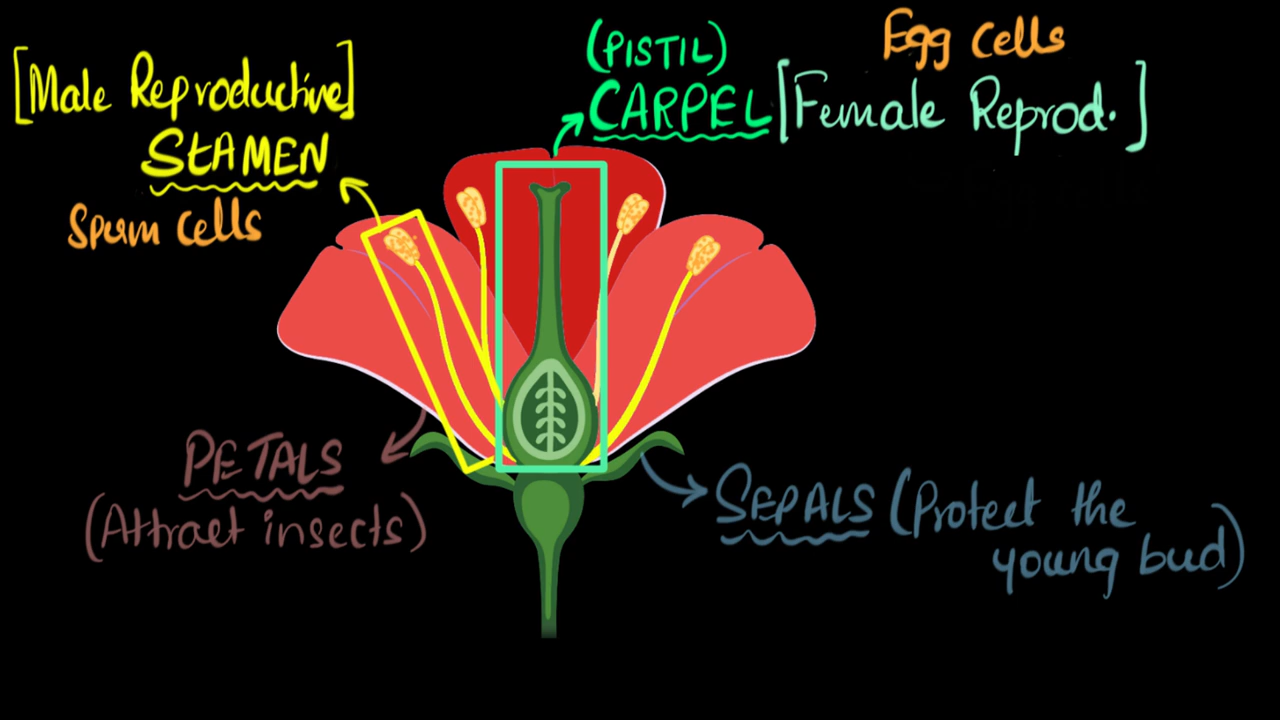 [Male Reproductive]
STAMEN
Sperm Cells
(PISTIL)
CARPEL [Female Reprod.]
Egg Cells
PETALS
(Attract insects)
SEPALS (Protect the
young bud)